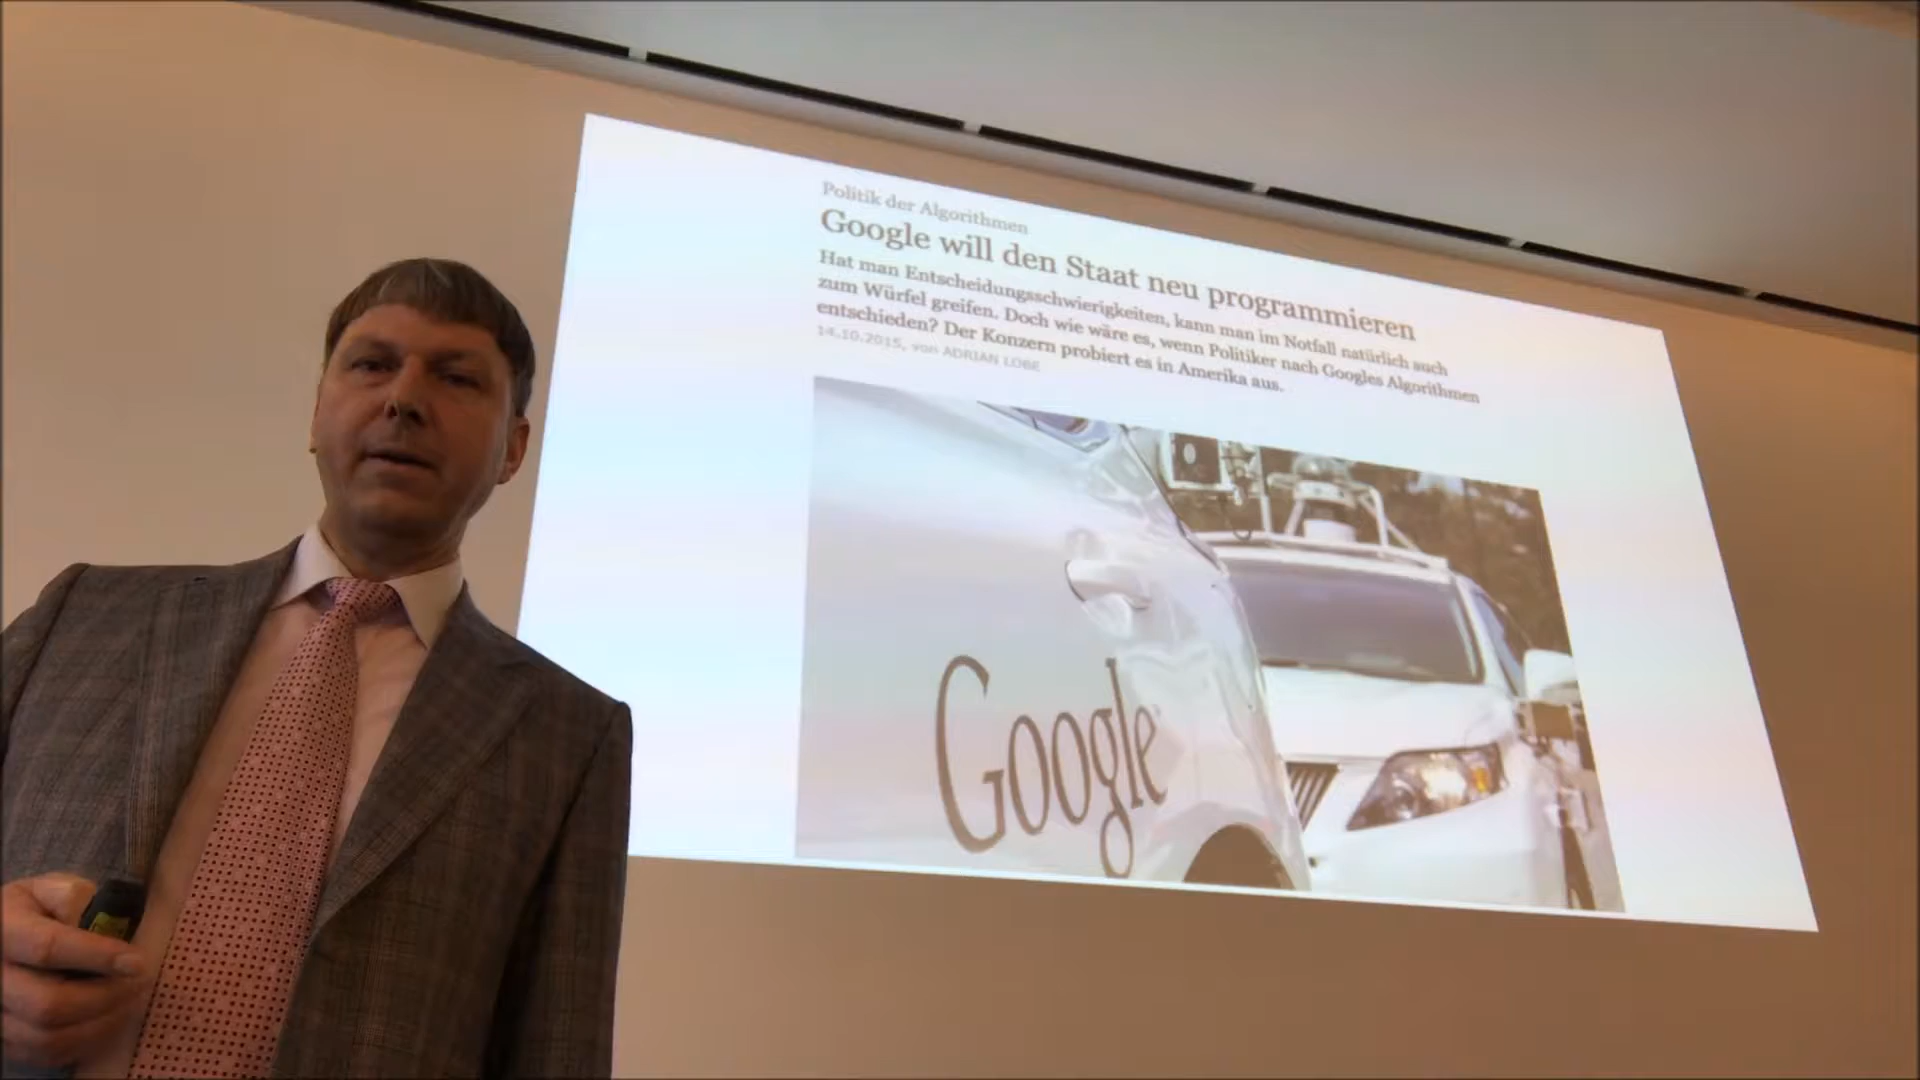 Politik der Algorithmen
Google will den Staat neu programmieren
Hat man Entscheidungsschwierigkeiten, kann man im Notfall natürlich auch
zum Würfel greifen. Doch wie wäre es, wenn Politiker nach Googles Algorithmen
entschieden? Der Konzern probiert es in Amerika aus.
14.10.2015, von ADRIAN LOBE
Google